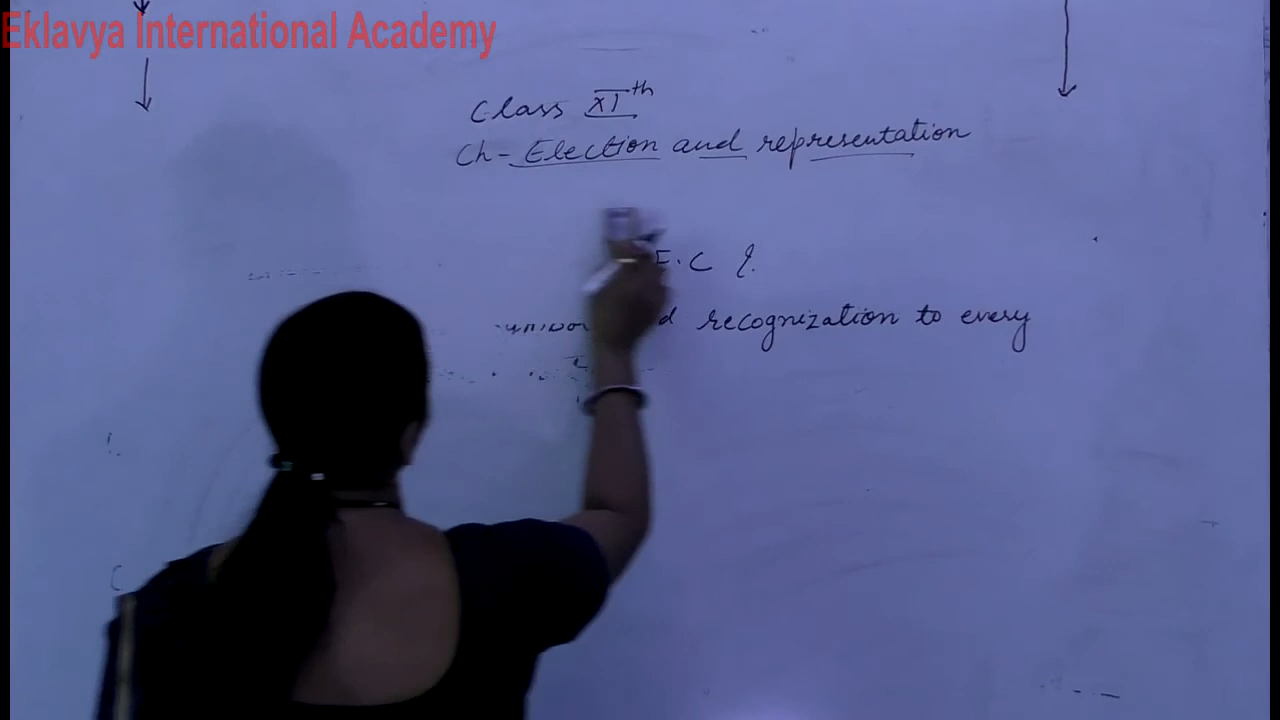 Eklavya International Academy
Class XIth
Ch- Election and representation
E.C ?
recognization to every